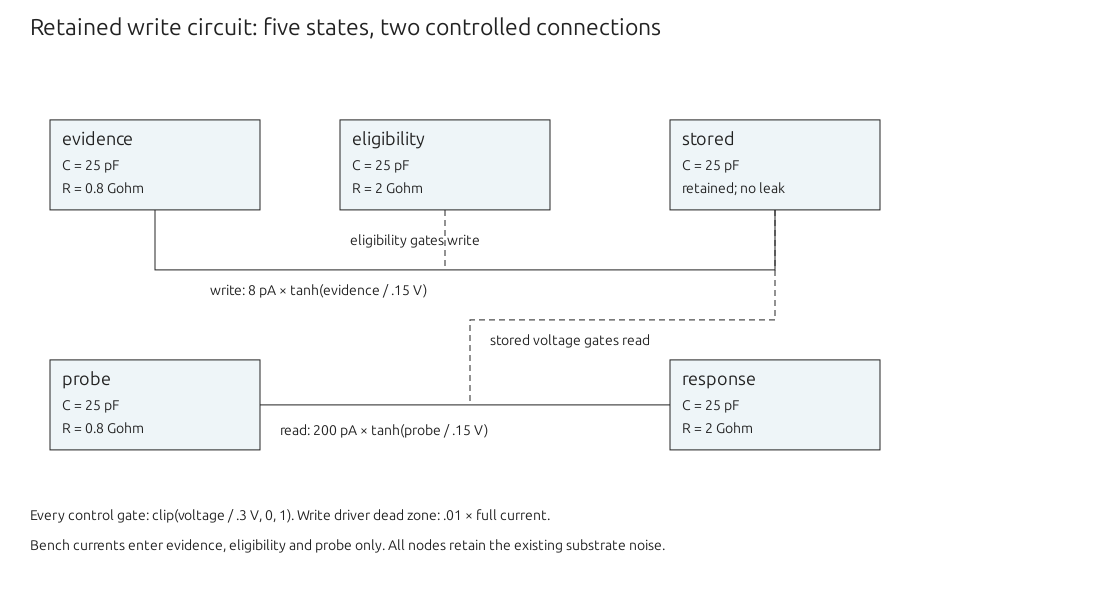 Retained write circuit: five states, two controlled connections
evidence
C = 25 pF
R = 0.8 Gohm
eligibility
C = 25 pF
R = 2 Gohm
stored
C = 25 pF
retained; no leak
eligibility gates write
write: 8 pA × tanh(evidence / .15 V)
stored voltage gates read
probe
C = 25 pF
R = 0.8 Gohm
response
C = 25 pF
R = 2 Gohm
read: 200 pA × tanh(probe / .15 V)
Every control gate: clip(voltage / .3 V, 0, 1). Write driver dead zone: .01 × full current.
Bench currents enter evidence, eligibility and probe only. All nodes retain the existing substrate noise.